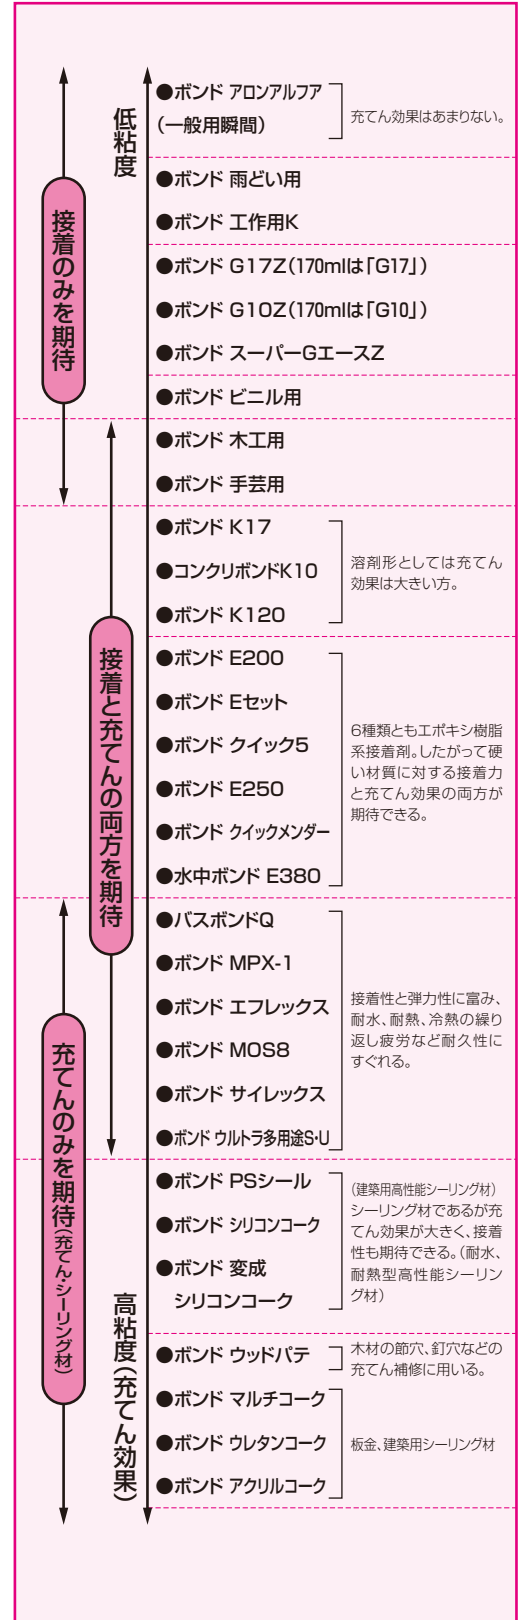 低粘度
接着のみを期待
接着と充てんの両方を期待
充てんのみを期待(充てん・シーリング材)
高粘度(充てん効果)
●ボンド アロンアルフア
(一般用瞬間)
充てん効果はあまりない。
●ボンド 雨どい用
●ボンド 工作用K
●ボンド G17Z(170mlは「G17」)
●ボンド G10Z(170mlは「G10」)
●ボンド スーパーGエースZ
●ボンド ビニル用
●ボンド 木工用
●ボンド 手芸用
●ボンド K17
●コンクリボンドK10
●ボンド K120
溶剤形としては充てん
効果は大きい方。
●ボンド E200
●ボンド Eセット
●ボンド クイック5
●ボンド E250
●ボンド クイックメンダー
●水中ボンド E380
6種類ともエポキシ樹脂
系接着剤。したがって硬
い材質に対する接着力
と充てん効果の両方が
期待できる。
●バスボンドQ
●ボンド MPX-1
●ボンド エフレックス
●ボンド MOS8
●ボンド サイレックス
●ボンド ウルトラ多用途S・U
接着性と弾力性に富み、
耐水、耐熱、冷熱の繰り
返し疲労など耐久性に
すぐれる。
●ボンド PSシール
●ボンド シリコンコーク
●ボンド 変成
シリコンコーク
(建築用高性能シーリング材)
シーリング材であるが充
てん効果が大きく、接着
性も期待できる。(耐水、
耐熱型高性能シーリン
グ材)
●ボンド ウッドパテ
木材の節穴、釘穴などの
充てん補修に用いる。
●ボンド マルチコーク
●ボンド ウレタンコーク
●ボンド アクリルコーク
板金、建築用シーリング材